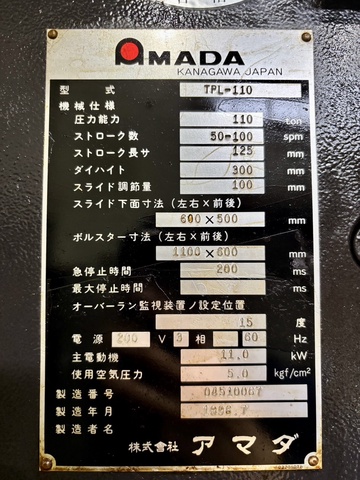 AMADA
KANAGAWA JAPAN
型式 TPL-110
機械仕様
圧力能力 110 ton
ストローク数 50-100 spm
ストローク長サ 125 mm
ダイハイト 300 mm
スライド調節量 100 mm
スライド下面寸法(左右×前後)
600×500 mm
ボルスター寸法(左右×前後)
1100×600 mm
急停止時間 200 ms
最大停止時間 ms
オーバーラン監視装置ノ設定位置
15 度
電源 200 V 3 相 60 Hz
主電動機 11.0 kW
使用空気圧力 5.0 kgf/cm²
製造番号
製造年月
製造者名
株式会社 アマダ